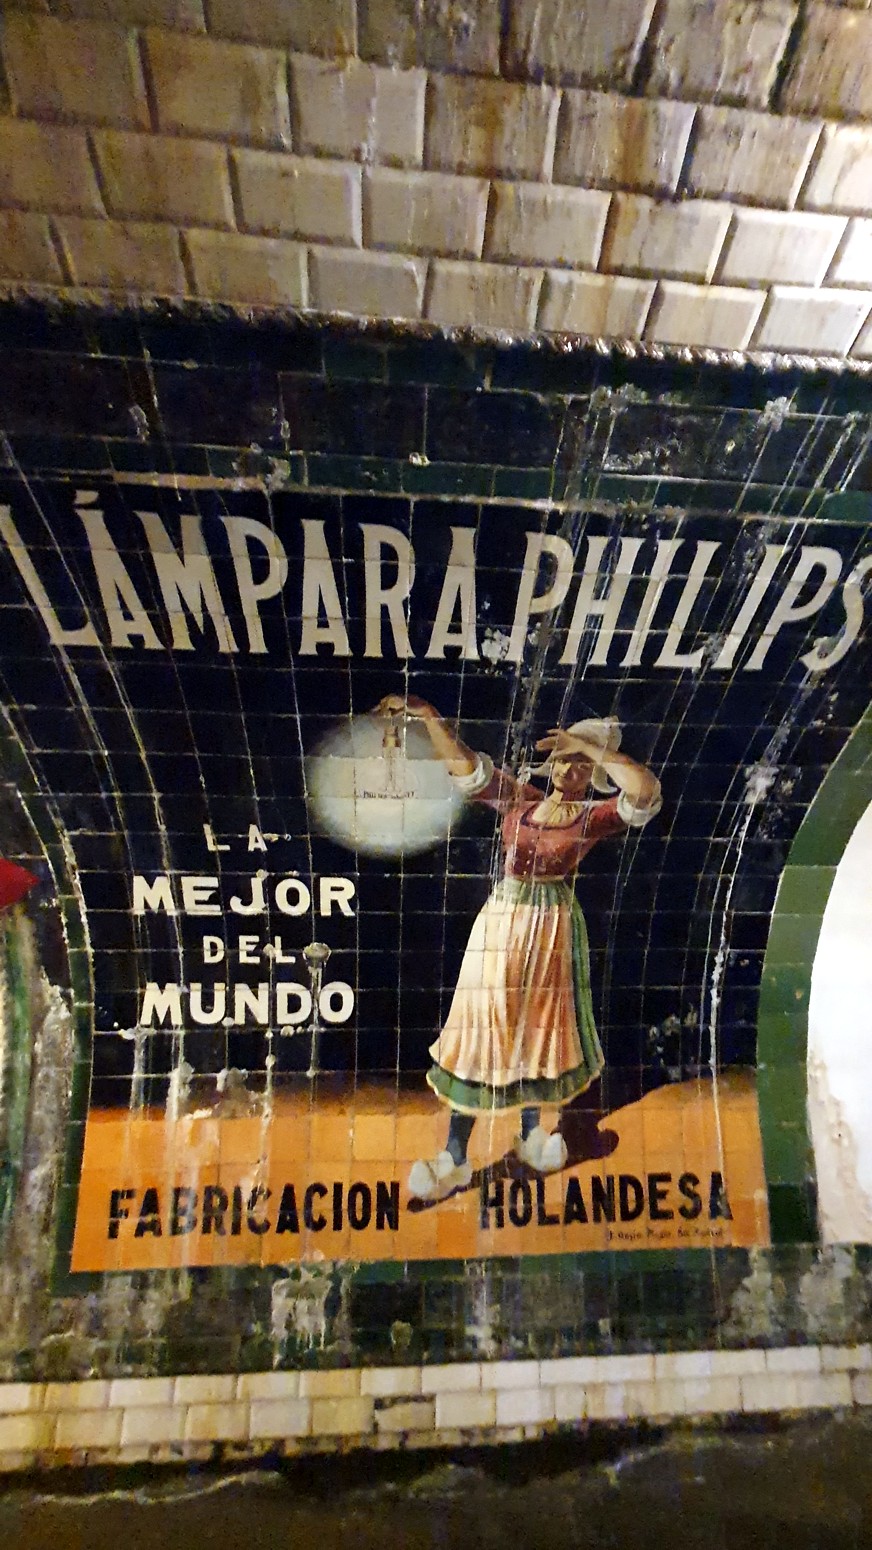 LÁMPARA PHILIPS
LA
MEJOR
DEL
MUNDO
FABRICACION HOLANDESA